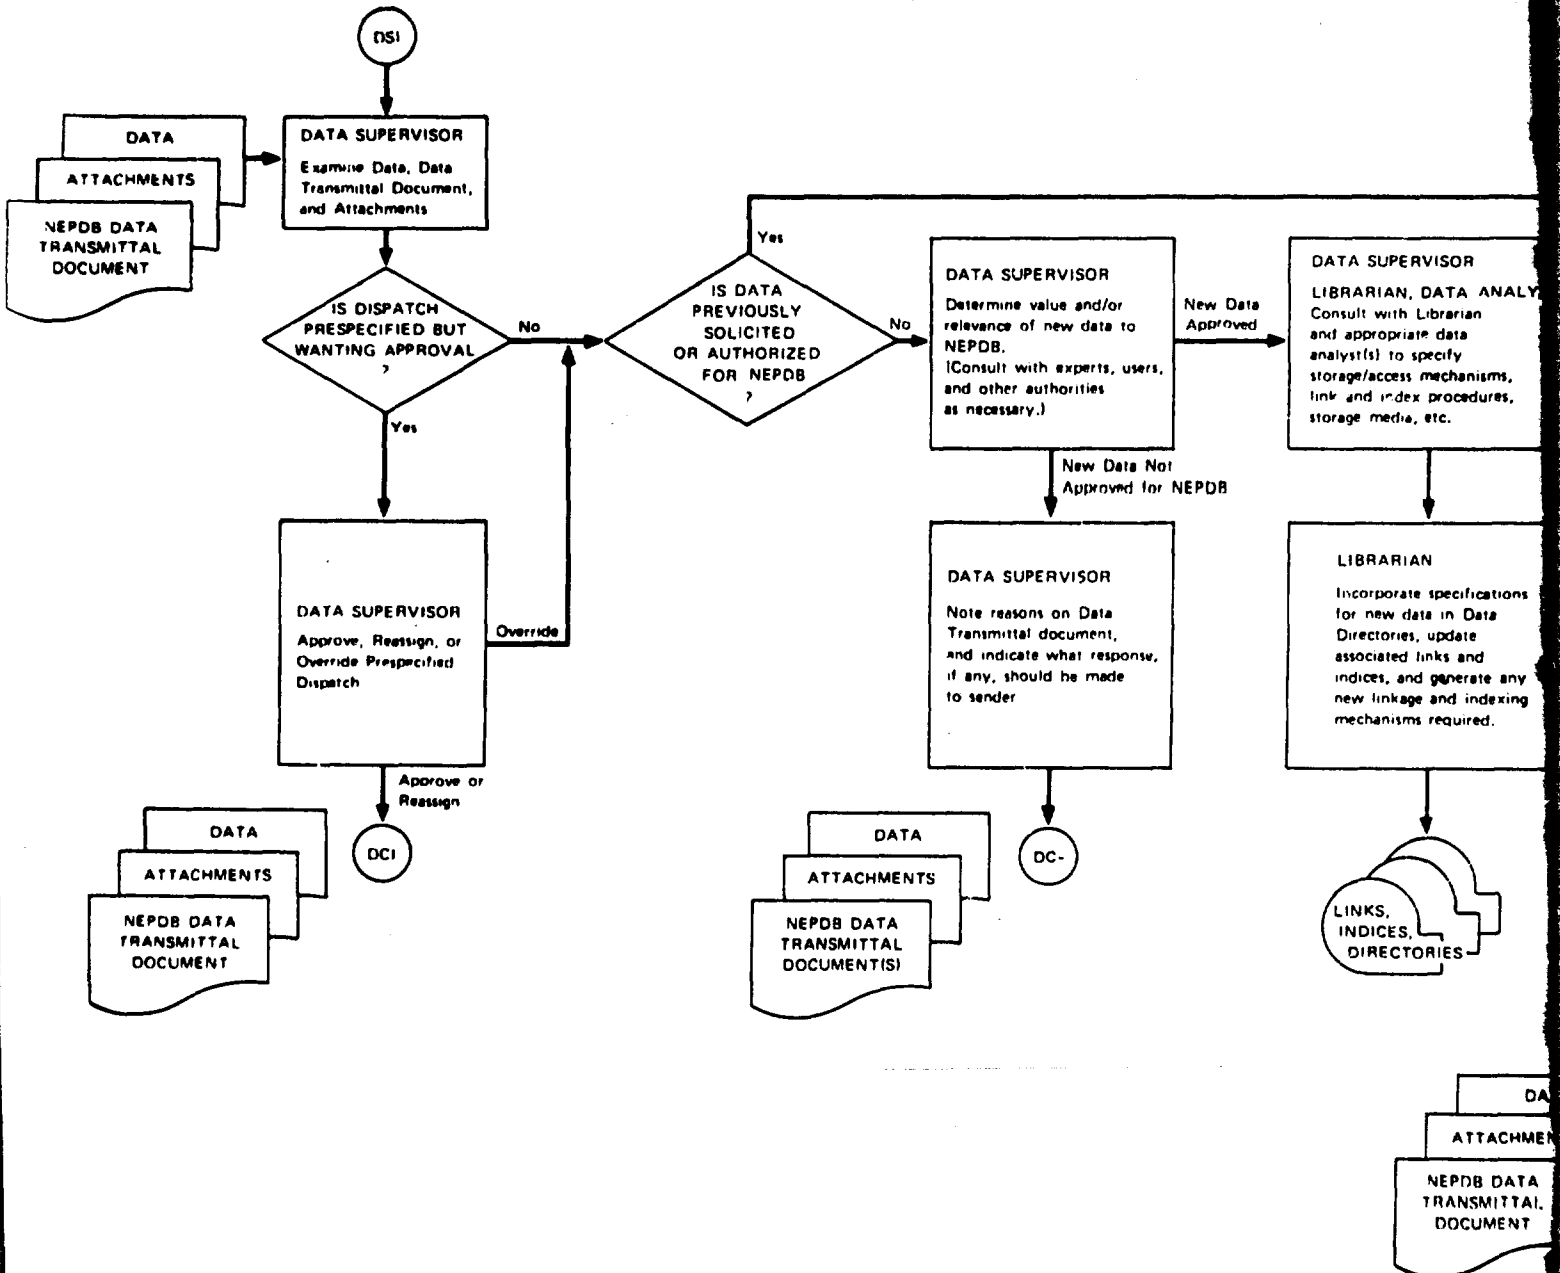 DSI
DATA
ATTACHMENTS
NEPDB DATA
TRANSMITTAL
DOCUMENT
DATA SUPERVISOR
Examine Data, Data
Transmittal Document,
and Attachments
IS DISPATCH
PRESPECIFIED BUT
WANTING APPROVAL
?
No
Yes
DATA SUPERVISOR
Approve, Reassign, or
Override Prespecified
Dispatch
Override
Approve or
Reassign
DCI
DATA
ATTACHMENTS
NEPDB DATA
TRANSMITTAL
DOCUMENT
Yes
IS DATA
PREVIOUSLY
SOLICITED
OR AUTHORIZED
FOR NEPDB
?
No
DATA SUPERVISOR
Determine value and/or
relevance of new data to
NEPDB.
(Consult with experts, users,
and other authorities
as necessary.)
New Data
Approved
New Data Not
Approved for NEPDB
DATA SUPERVISOR
Note reasons on Data
Transmittal document,
and indicate what response,
if any, should be made
to sender
DC-
DATA
ATTACHMENTS
NEPDB DATA
TRANSMITTAL
DOCUMENT(S)
DATA SUPERVISOR
LIBRARIAN, DATA ANALY
Consult with Librarian
and appropriate data
analyst(s) to specify
storage/access mechanisms,
link and index procedures,
storage media, etc.
LIBRARIAN
Incorporate specifications
for new data in Data
Directories, update
associated links and
indices, and generate any
new linkage and indexing
mechanisms required.
LINKS,
INDICES,
DIRECTORIES
DA
ATTACHMEN
NEPDB DATA
TRANSMITTAL
DOCUMENT